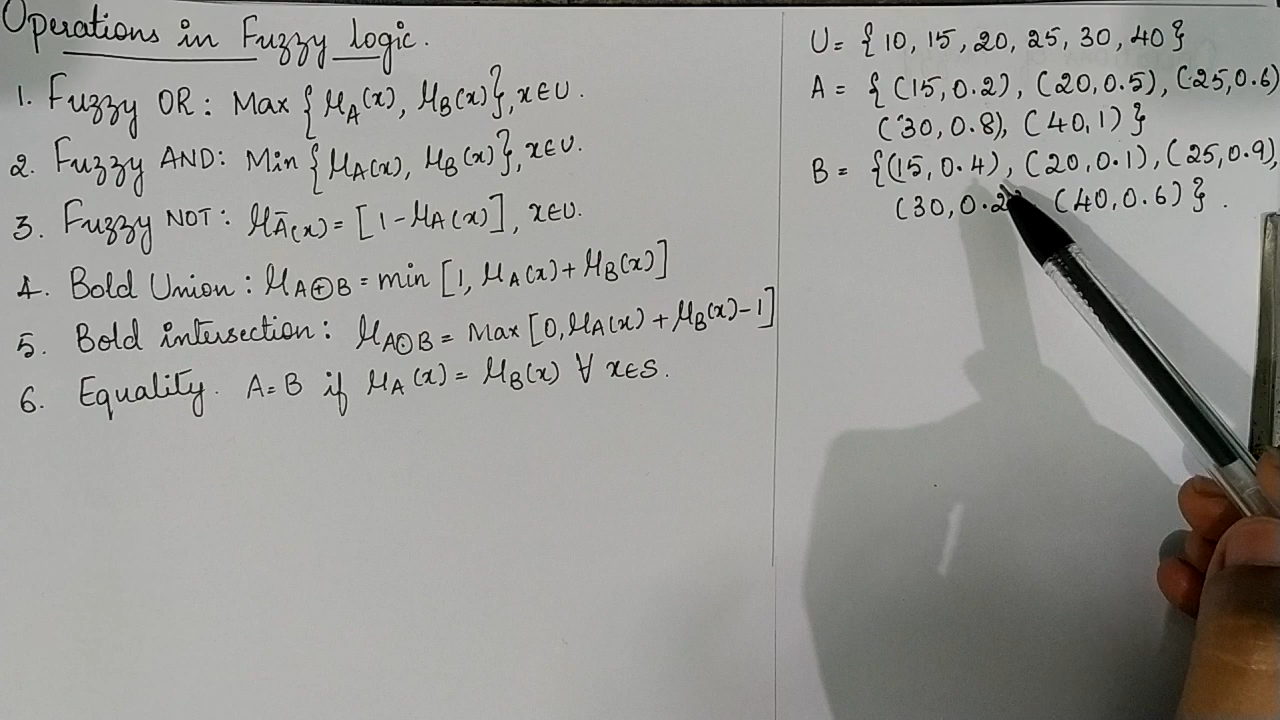 Operations in Fuzzy logic.
1. Fuzzy OR: Max {μA(x), μB(x)}, x∈U.
2. Fuzzy AND: Min {μA(x), μB(x)}, x∈U.
3. Fuzzy NOT: μĀ(x) = [1-μA(x)], x∈U.
4. Bold Union: μA⊕B = min [1, μA(x) + μB(x)]
5. Bold intersection: μA⊙B = Max [0, μA(x) + μB(x) - 1]
6. Equality. A=B if μA(x) = μB(x) ∀ x∈S.
U = {10, 15, 20, 25, 30, 40}
A = {(15, 0.2), (20, 0.5), (25, 0.6)
(30, 0.8), (40, 1)}
B = {(15, 0.4), (20, 0.1), (25, 0.9),
(30, 0.2 (40, 0.6)}.